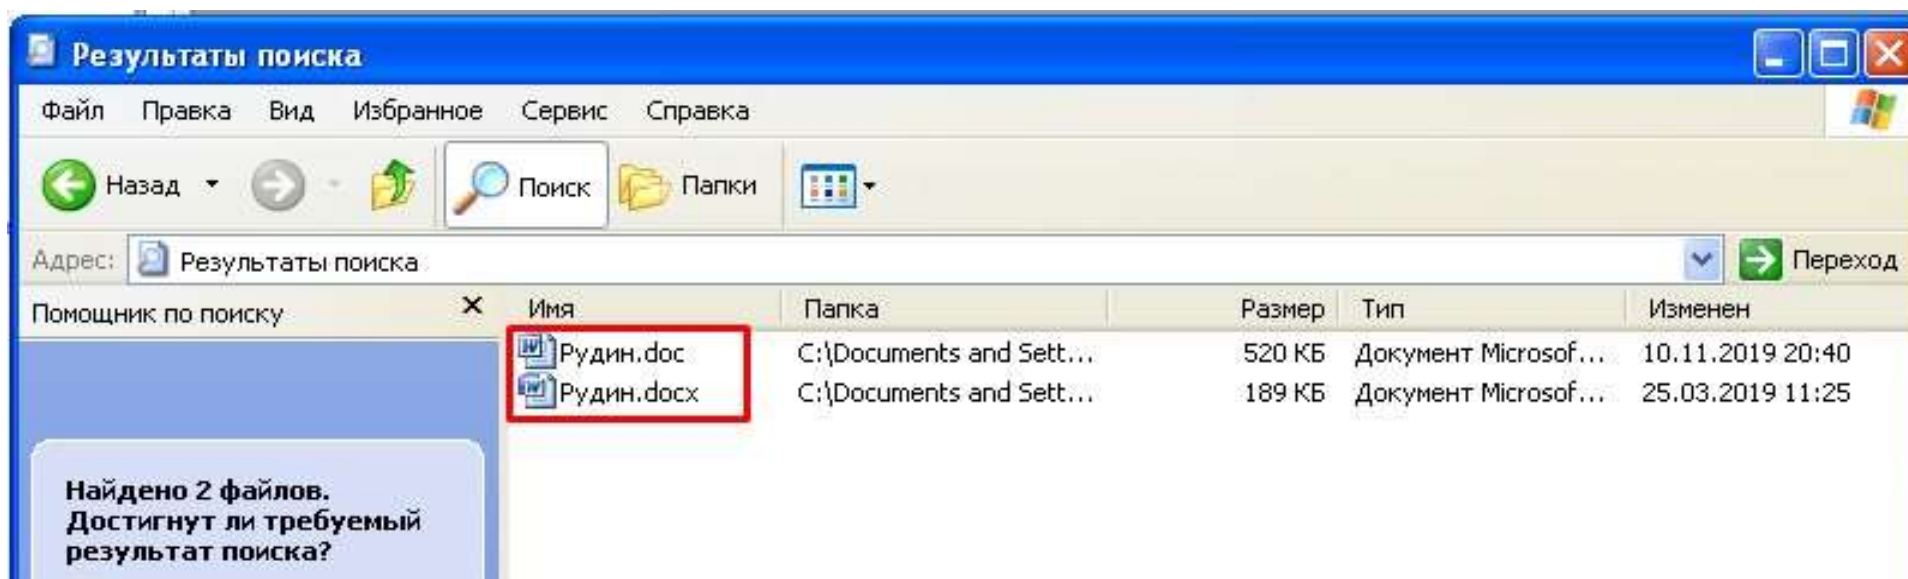 Результаты поиска
Файл Правка Вид Избранное Сервис Справка
Назад Поиск Папки
Адрес: Результаты поиска Переход
Помощник по поиску Имя Папка Размер Тип Изменен
Рудин.doc C:\Documents and Sett... 520 КБ Документ Microsof... 10.11.2019 20:40
Рудин.docx C:\Documents and Sett... 189 КБ Документ Microsof... 25.03.2019 11:25
Найдено 2 файлов.
Достигнут ли требуемый
результат поиска?